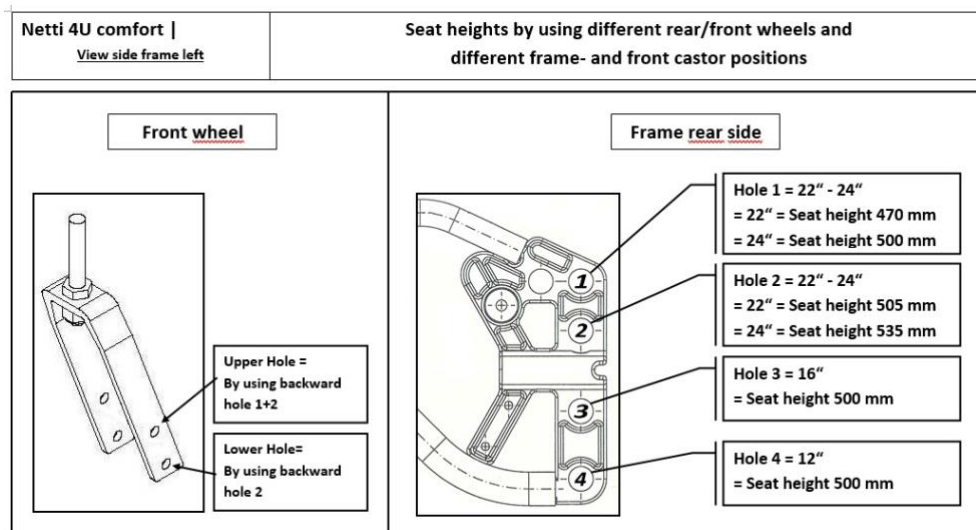 Netti 4U comfort |
View side frame left
Seat heights by using different rear/front wheels and
different frame- and front castor positions
Front wheel
Upper Hole =
By using backward
hole 1+2
Lower Hole=
By using backward
hole 2
Frame rear side
1
2
3
4
Hole 1 = 22“ - 24“
= 22“ = Seat height 470 mm
= 24“ = Seat height 500 mm
Hole 2 = 22“ - 24“
= 22“ = Seat height 505 mm
= 24“ = Seat height 535 mm
Hole 3 = 16“
= Seat height 500 mm
Hole 4 = 12“
= Seat height 500 mm